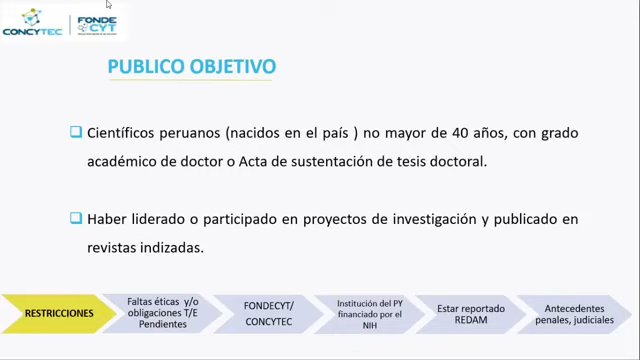 CONCYTEC
FONDE
CYT
PUBLICO OBJETIVO
Científicos peruanos (nacidos en el país ) no mayor de 40 años, con grado
académico de doctor o Acta de sustentación de tesis doctoral.
Haber liderado o participado en proyectos de investigación y publicado en
revistas indizadas.
RESTRICCIONES
Faltas éticas y/o
obligaciones T/E
Pendientes
FONDECYT/
CONCYTEC
Institución del PY
financiado por el
NIH
Estar reportado
REDAM
Antecedentes
penales, judiciales